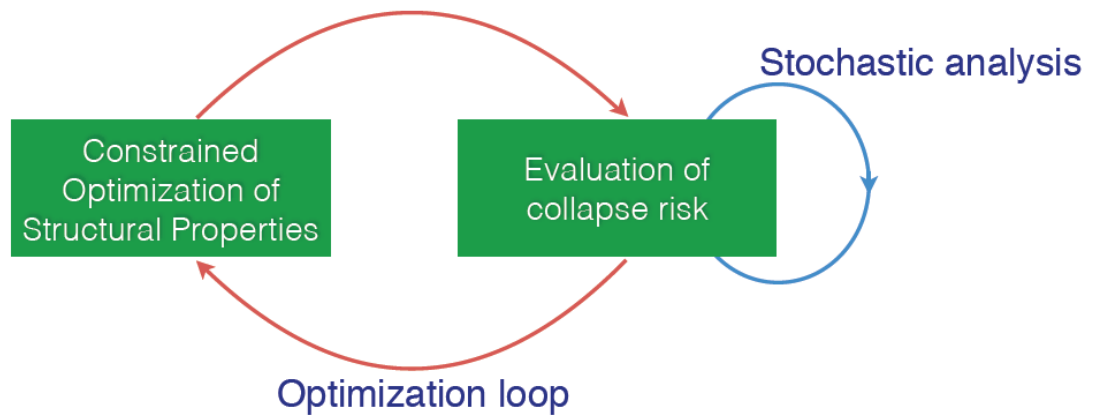 Stochastic analysis
Constrained
Optimization of
Structural Properties
Evaluation of
collapse risk
Optimization loop